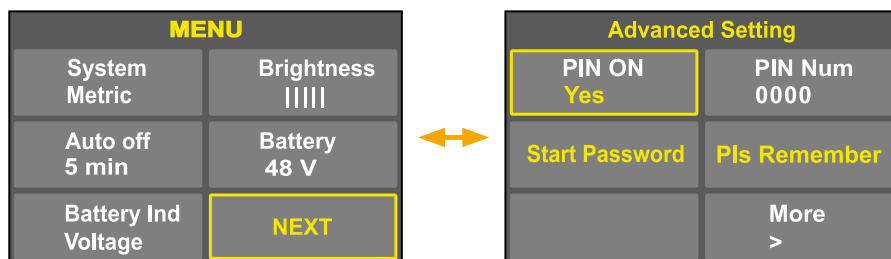 MENU
System
Metric
Brightness
|||||
Auto off
5 min
Battery
48 V
Battery Ind
Voltage
NEXT
Advanced Setting
PIN ON
Yes
PIN Num
0000
Start Password
Pls Remember
More
>